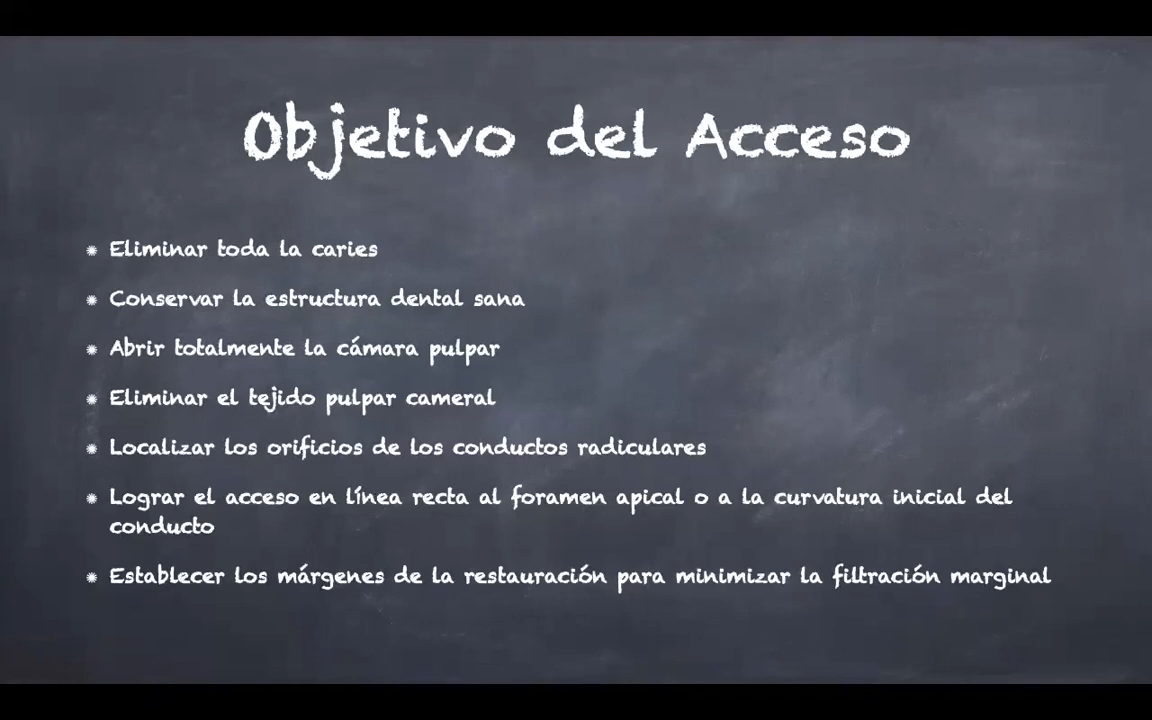 Objetivo del Acceso
* Eliminar toda la caries
* Conservar la estructura dental sana
* Abrir totalmente la cámara pulpar
* Eliminar el tejido pulpar cameral
* Localizar los orificios de los conductos radiculares
* Lograr el acceso en línea recta al foramen apical o a la curvatura inicial del
conducto
* Establecer los márgenes de la restauración para minimizar la filtración marginal